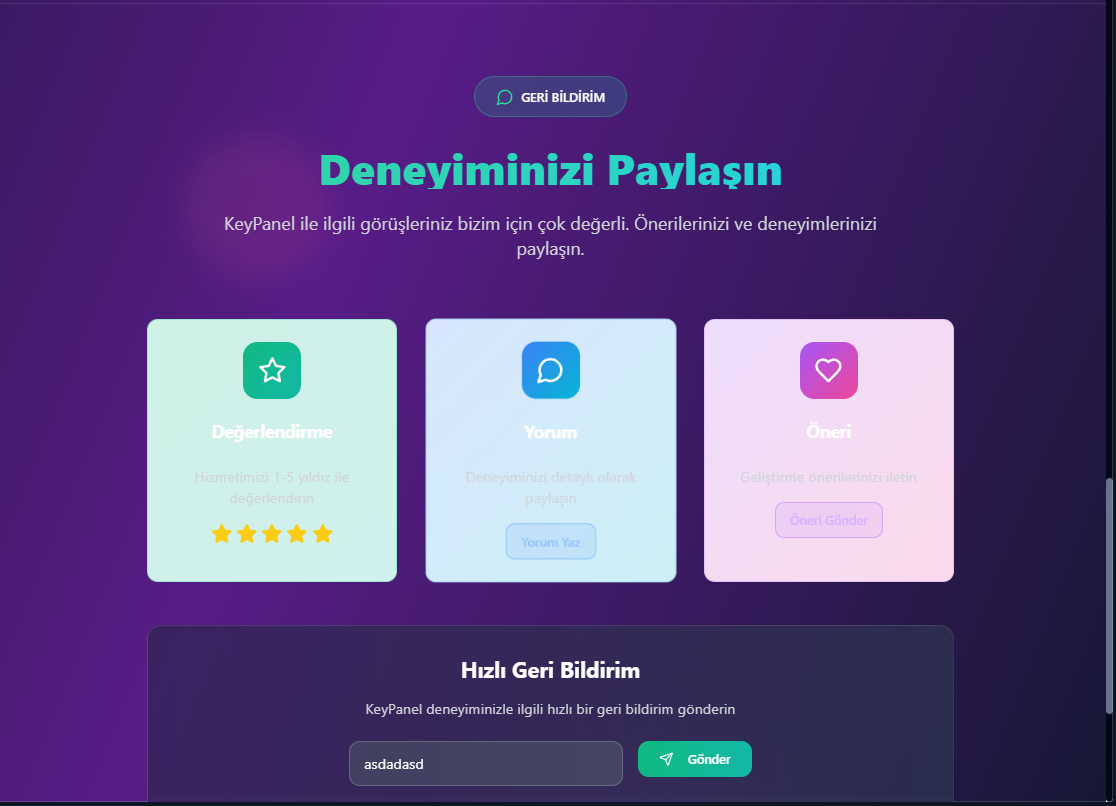 GERİ BİLDİRİM
Deneyiminizi Paylaşın
KeyPanel ile ilgili görüşleriniz bizim için çok değerli. Önerilerinizi ve deneyimlerinizi
paylaşın.
Değerlendirme
Hizmetimizi 1-5 yıldız ile
değerlendirin
Yorum
Deneyiminizi detaylı olarak
paylaşın
Yorum Yaz
Öneri
Geliştirme önerilerinizi iletin
Öneri Gönder
Hızlı Geri Bildirim
KeyPanel deneyiminizle ilgili hızlı bir geri bildirim gönderin
asdadasd
Gönder